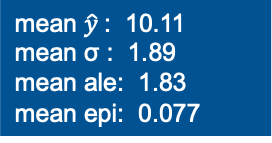 mean ŷ : 10.11
mean σ : 1.89
mean ale: 1.83
mean epi: 0.077